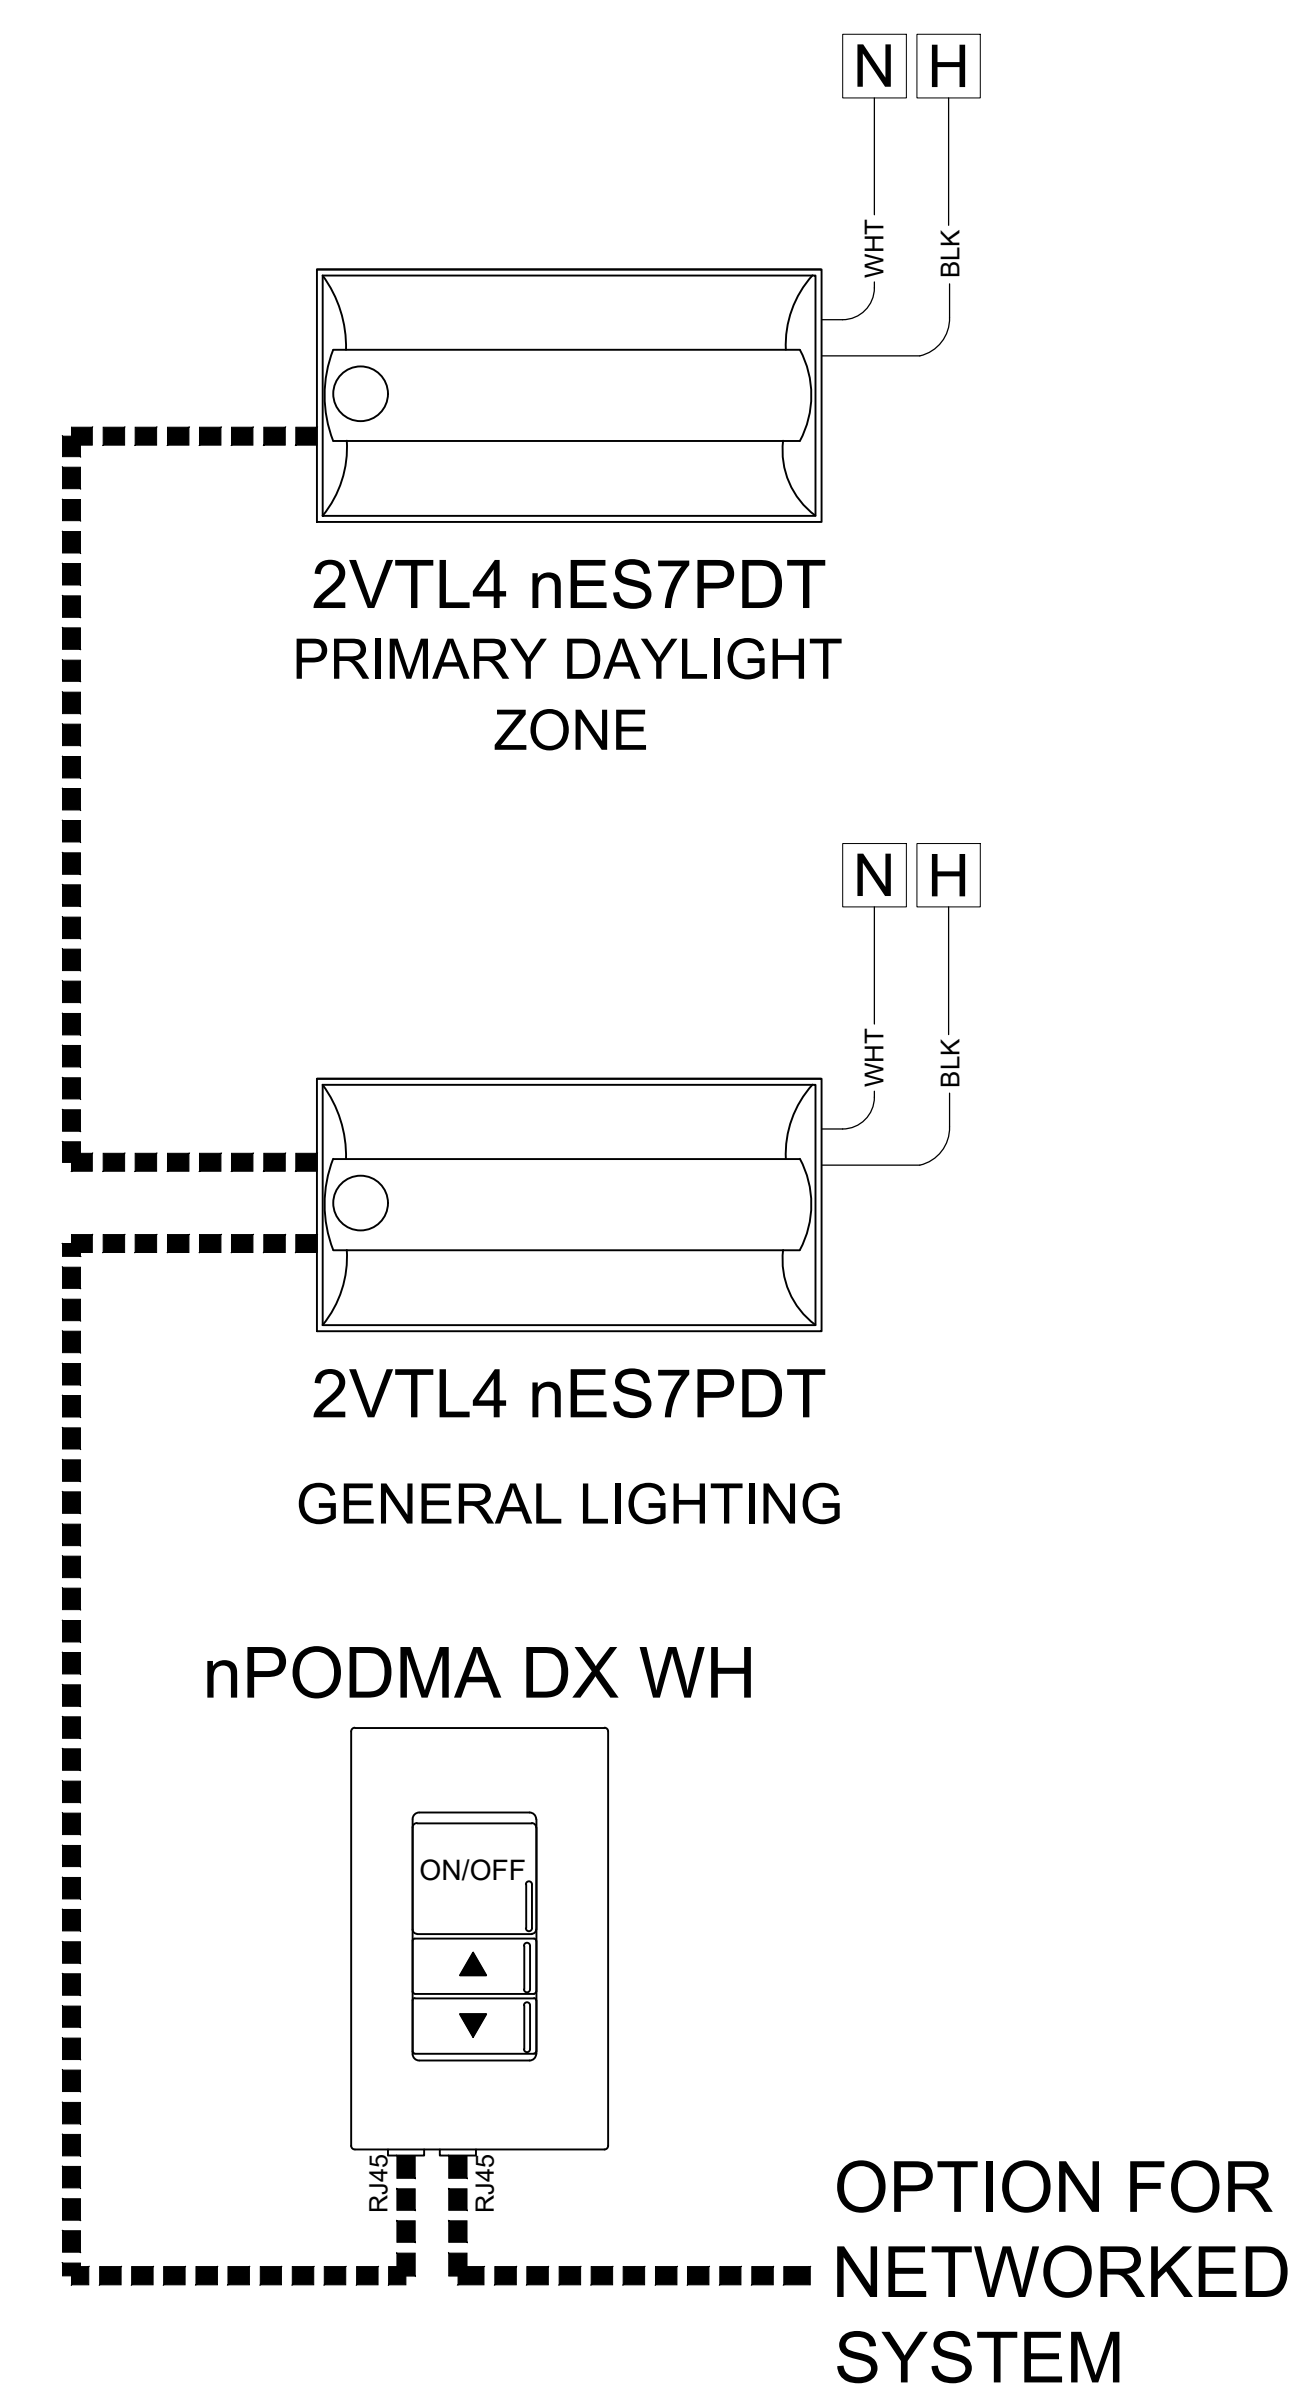 N H
WHT
BLK
2VTL4 nES7PDT
PRIMARY DAYLIGHT
ZONE
N H
WHT
BLK
2VTL4 nES7PDT
GENERAL LIGHTING
nPODMA DX WH
ON/OFF
RJ45
RJ45
OPTION FOR
NETWORKED
SYSTEM